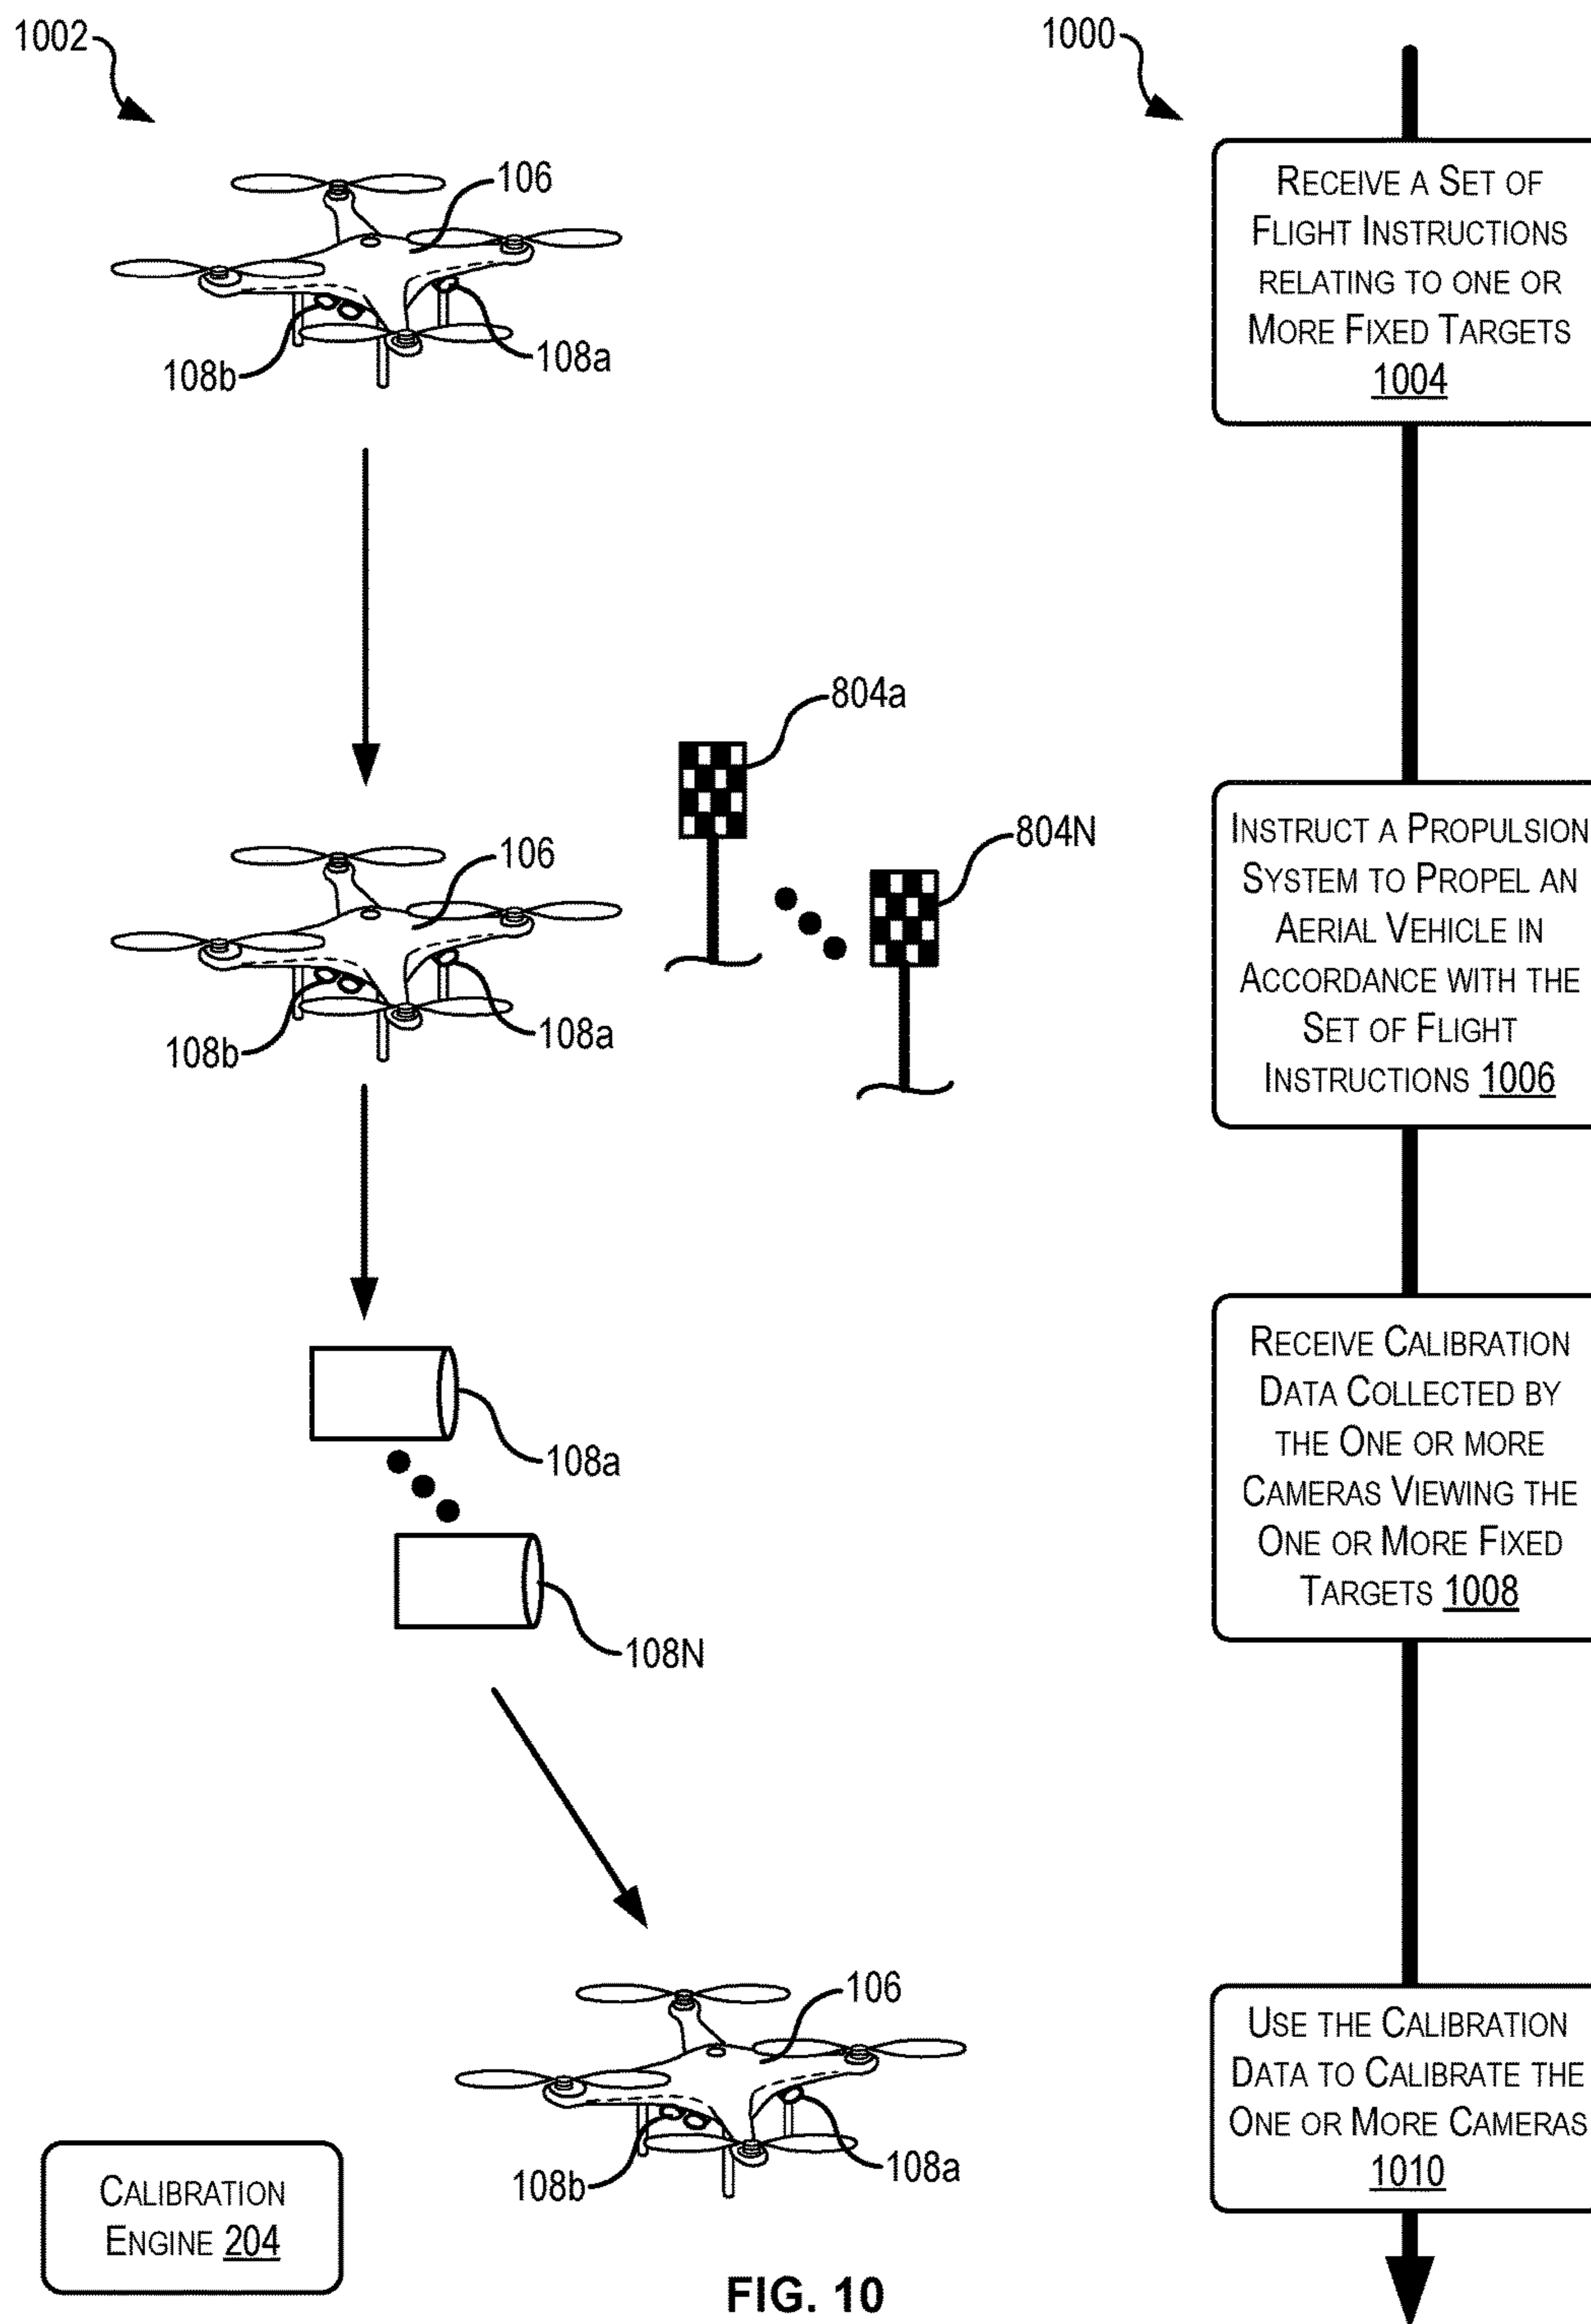 1002
1000
106
108b
108a
RECEIVE A SET OF
FLIGHT INSTRUCTIONS
RELATING TO ONE OR
MORE FIXED TARGETS
1004
804a
804N
106
108b
108a
INSTRUCT A PROPULSION
SYSTEM TO PROPEL AN
AERIAL VEHICLE IN
ACCORDANCE WITH THE
SET OF FLIGHT
INSTRUCTIONS 1006
108a
108N
RECEIVE CALIBRATION
DATA COLLECTED BY
THE ONE OR MORE
CAMERAS VIEWING THE
ONE OR MORE FIXED
TARGETS 1008
106
108b
108a
USE THE CALIBRATION
DATA TO CALIBRATE THE
ONE OR MORE CAMERAS
1010
CALIBRATION
ENGINE 204
FIG. 10